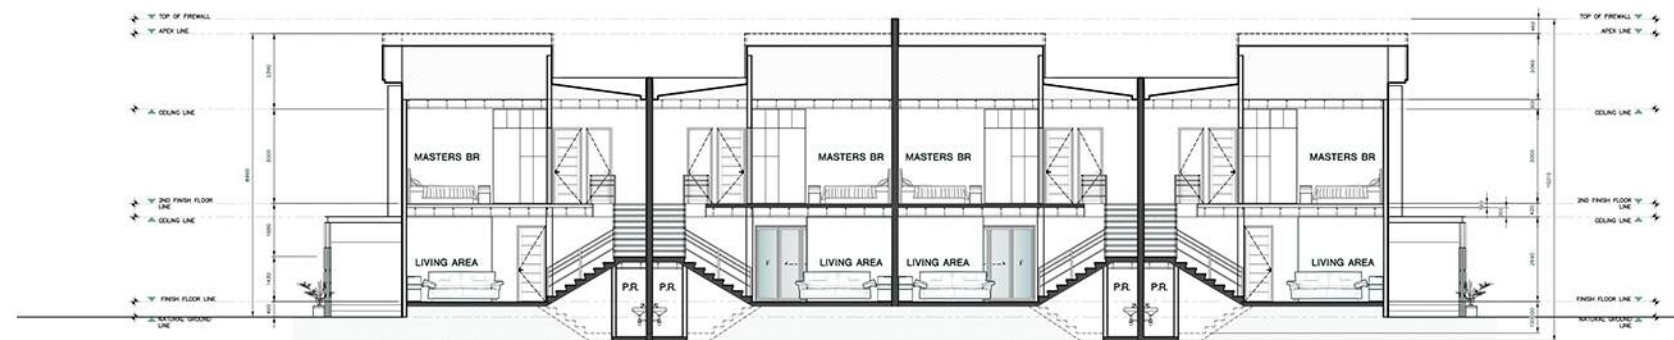 TOP OF FIREWALL
TOP OF FIREWALL
APEX LINE
APEX LINE
CEILING LINE
CEILING LINE
3000
3000
MASTERS BR
MASTERS BR
MASTERS BR
MASTERS BR
2ND FINISH FLOOR
LINE
2ND FINISH FLOOR
LINE
CEILING LINE
CEILING LINE
LIVING AREA
LIVING AREA
LIVING AREA
LIVING AREA
F
F
P.R.
P.R.
P.R.
P.R.
FINISH FLOOR LINE
FINISH FLOOR LINE
NATURAL GROUND
LINE
NATURAL GROUND
LINE